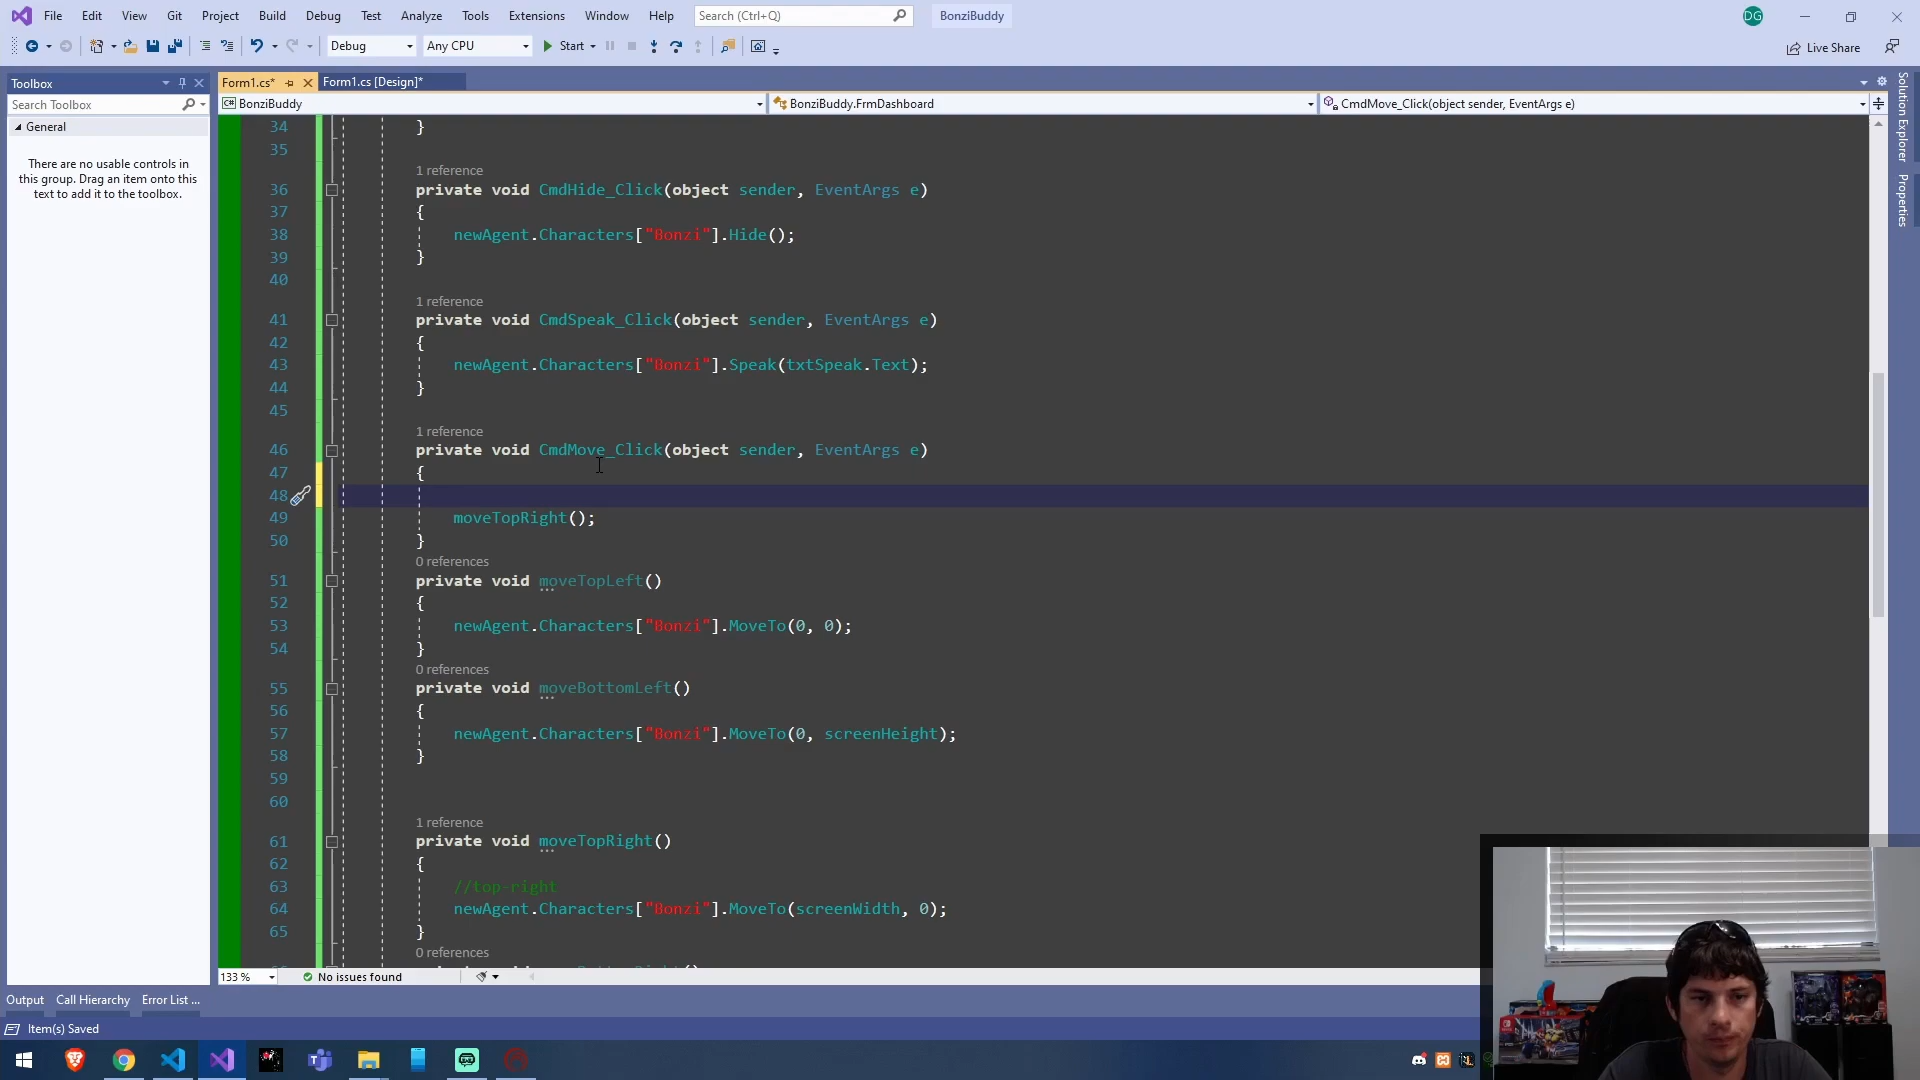 File Edit View Git Project Build Debug Test Analyze Tools Extensions Window Help Search (Ctrl+Q) BonziBuddy DG
Debug Any CPU Start Live Share
Toolbox
Search Toolbox
General
There are no usable controls in
this group. Drag an item onto this
text to add it to the toolbox.
Form1.cs* Form1.cs [Design]*
BonziBuddy BonziBuddy.FrmDashboard CmdMove_Click(object sender, EventArgs e)
34 }
35
1 reference
36 private void CmdHide_Click(object sender, EventArgs e)
37 {
38 newAgent.Characters["Bonzi"].Hide();
39 }
40
1 reference
41 private void CmdSpeak_Click(object sender, EventArgs e)
42 {
43 newAgent.Characters["Bonzi"].Speak(txtSpeak.Text);
44 }
45
1 reference
46 private void CmdMove_Click(object sender, EventArgs e)
47 {
48
49 moveTopRight();
50 }
0 references
51 private void moveTopLeft()
52 {
53 newAgent.Characters["Bonzi"].MoveTo(0, 0);
54 }
0 references
55 private void moveBottomLeft()
56 {
57 newAgent.Characters["Bonzi"].MoveTo(0, screenHeight);
58 }
59
60
1 reference
61 private void moveTopRight()
62 {
63 //top-right
64 newAgent.Characters["Bonzi"].MoveTo(screenWidth, 0);
65 }
0 references
133 % No issues found
Output Call Hierarchy Error List ...
Item(s) Saved
Solution Explorer
Properties